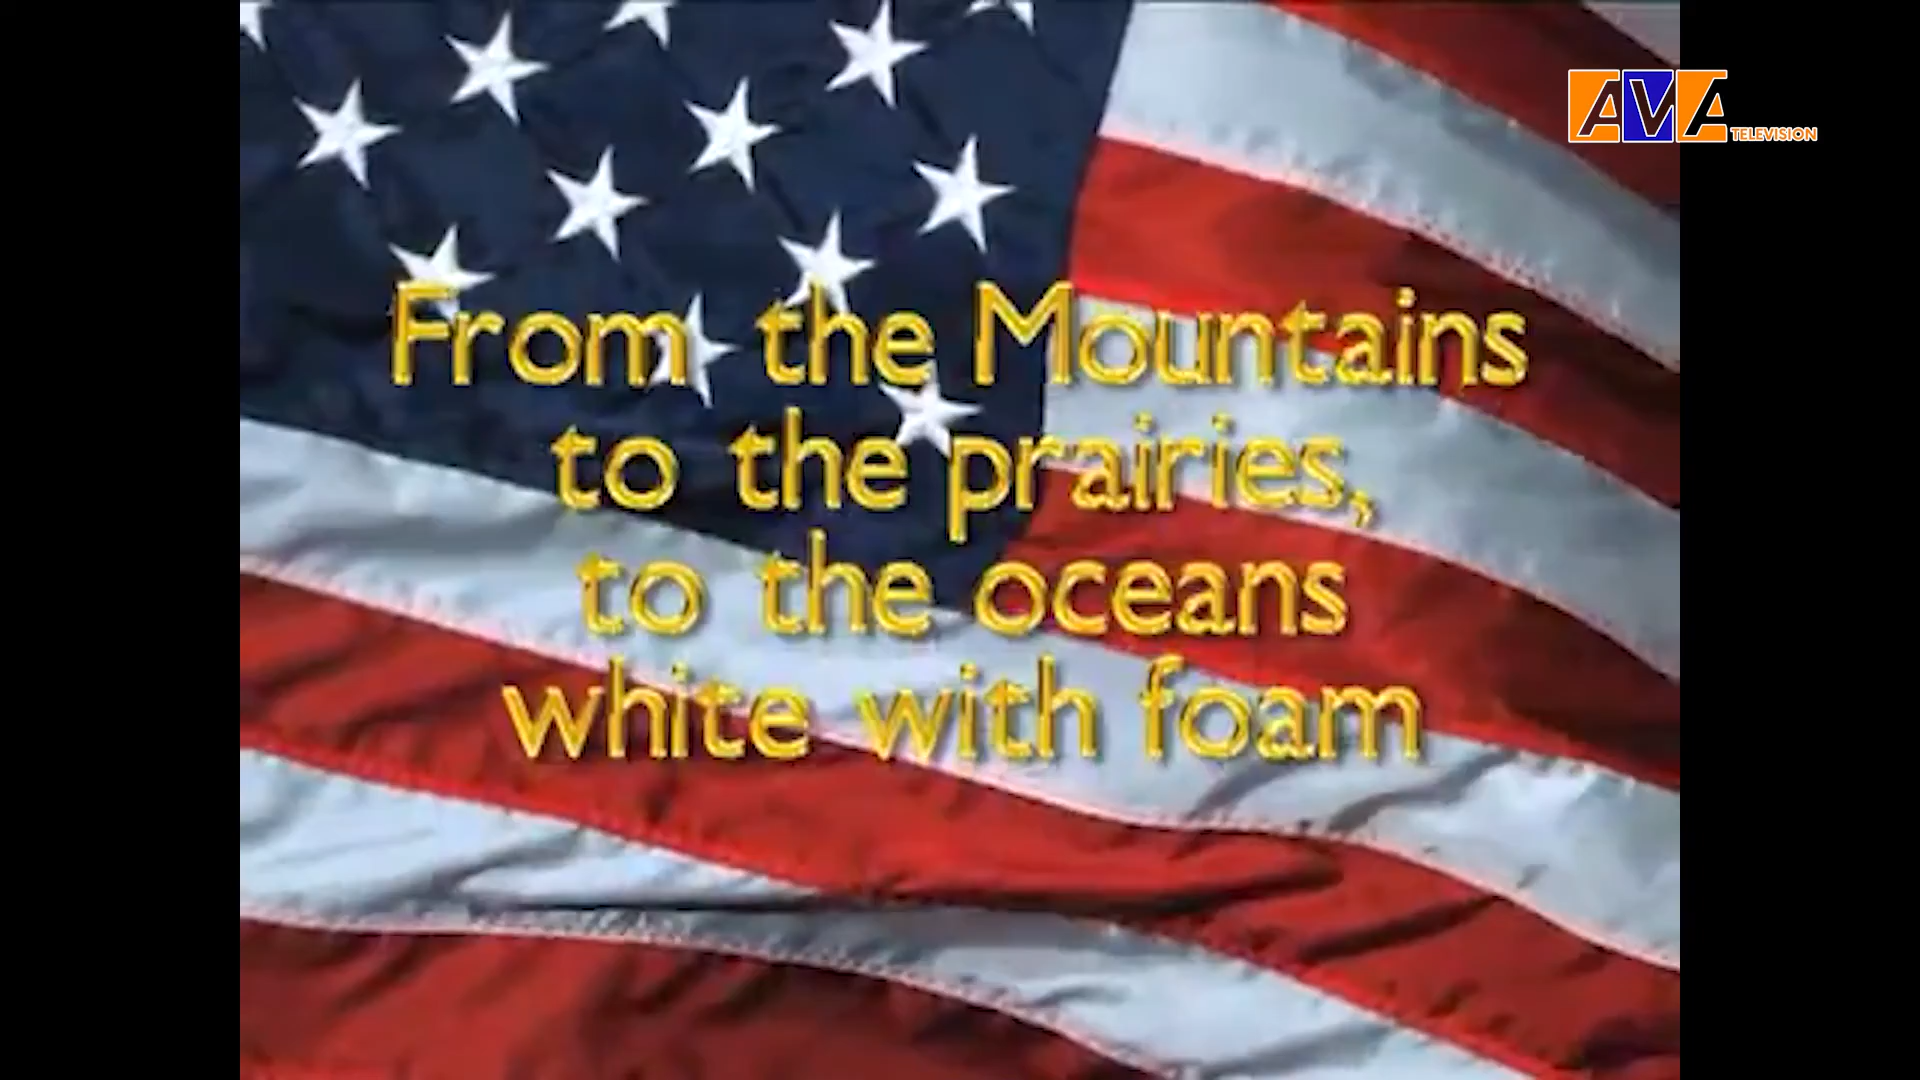 AVA TELEVISION
From the Mountains
to the prairies,
to the oceans
white with foam